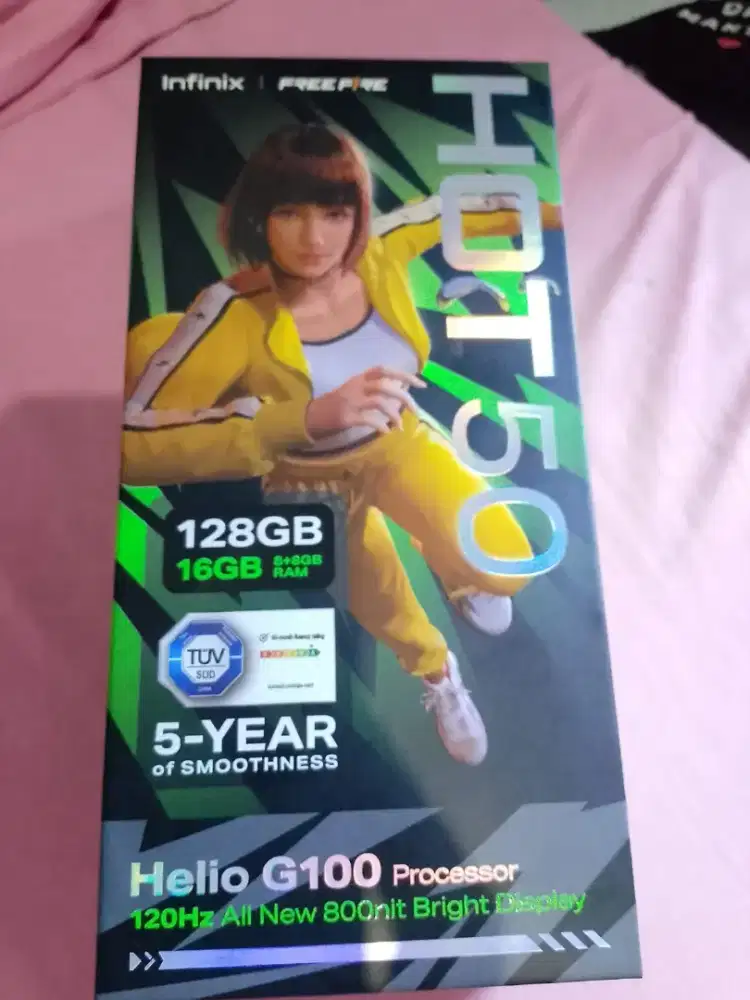 Infinix | FREE FIRE
HOT 50
128GB
16GB 8+8GB
RAM
TÜV
SÜD
5-YEAR
of SMOOTHNESS
Helio G100 Processor
120Hz All New 800nit Bright Display